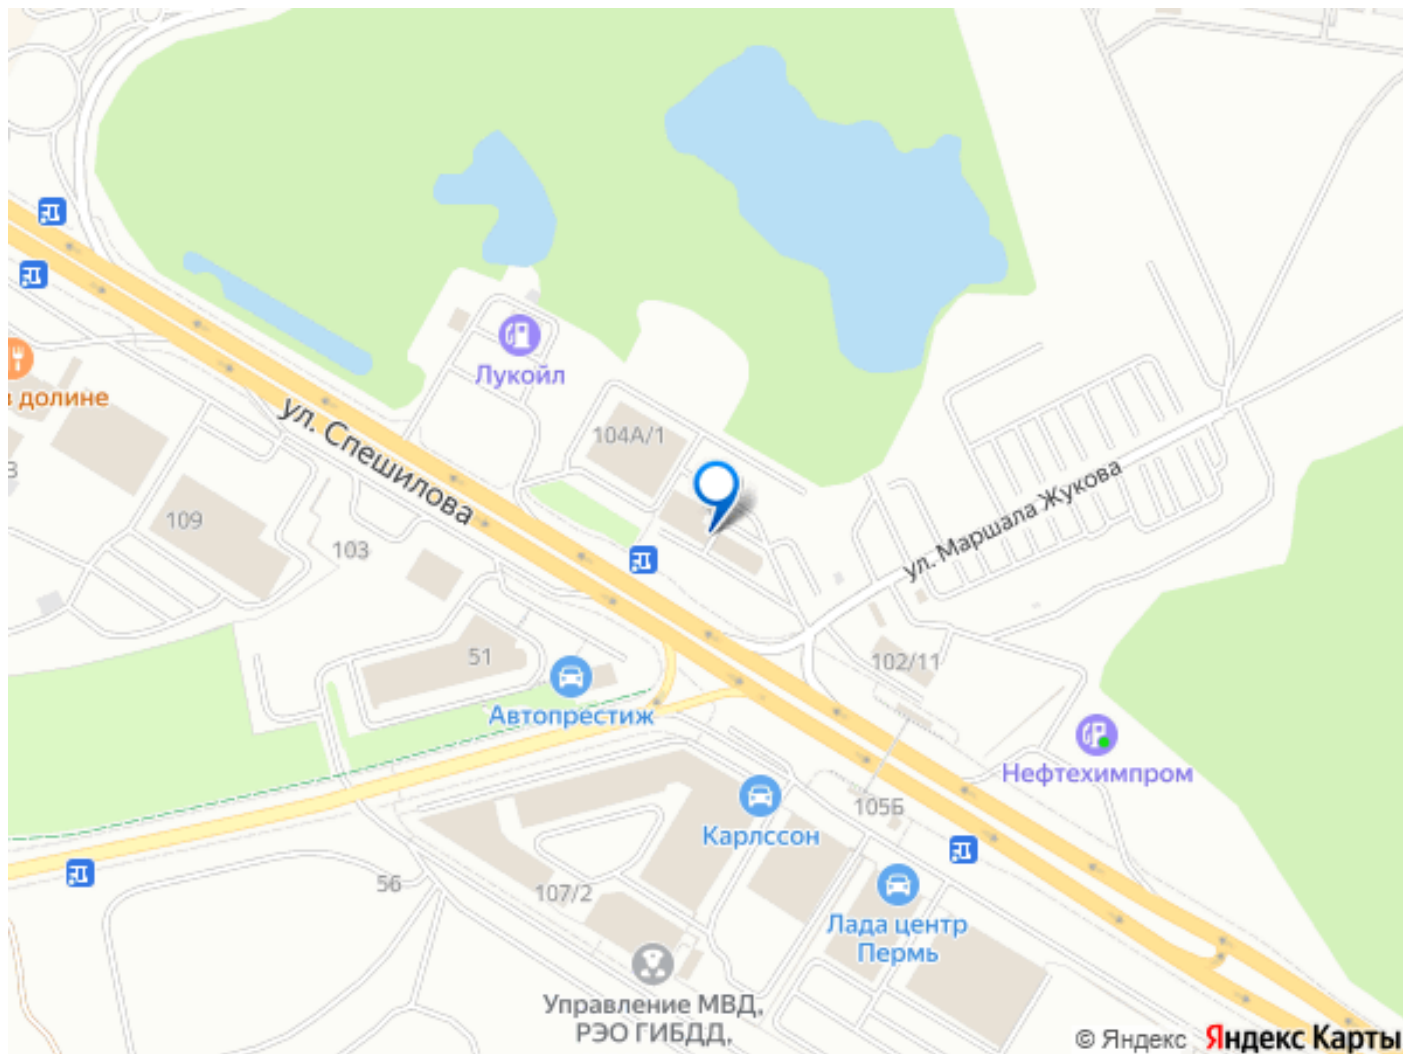 Лукойл
в долине
ул. Спешилова
104А/1
3
109
103
ул. Маршала Жукова
51
102/11
Автопрестиж
Нефтехимпром
105Б
Карлссон
56
107/2
Лада центр
Пермь
Управление МВД,
РЭО ГИБДД,
© Яндекс Яндекс Карты